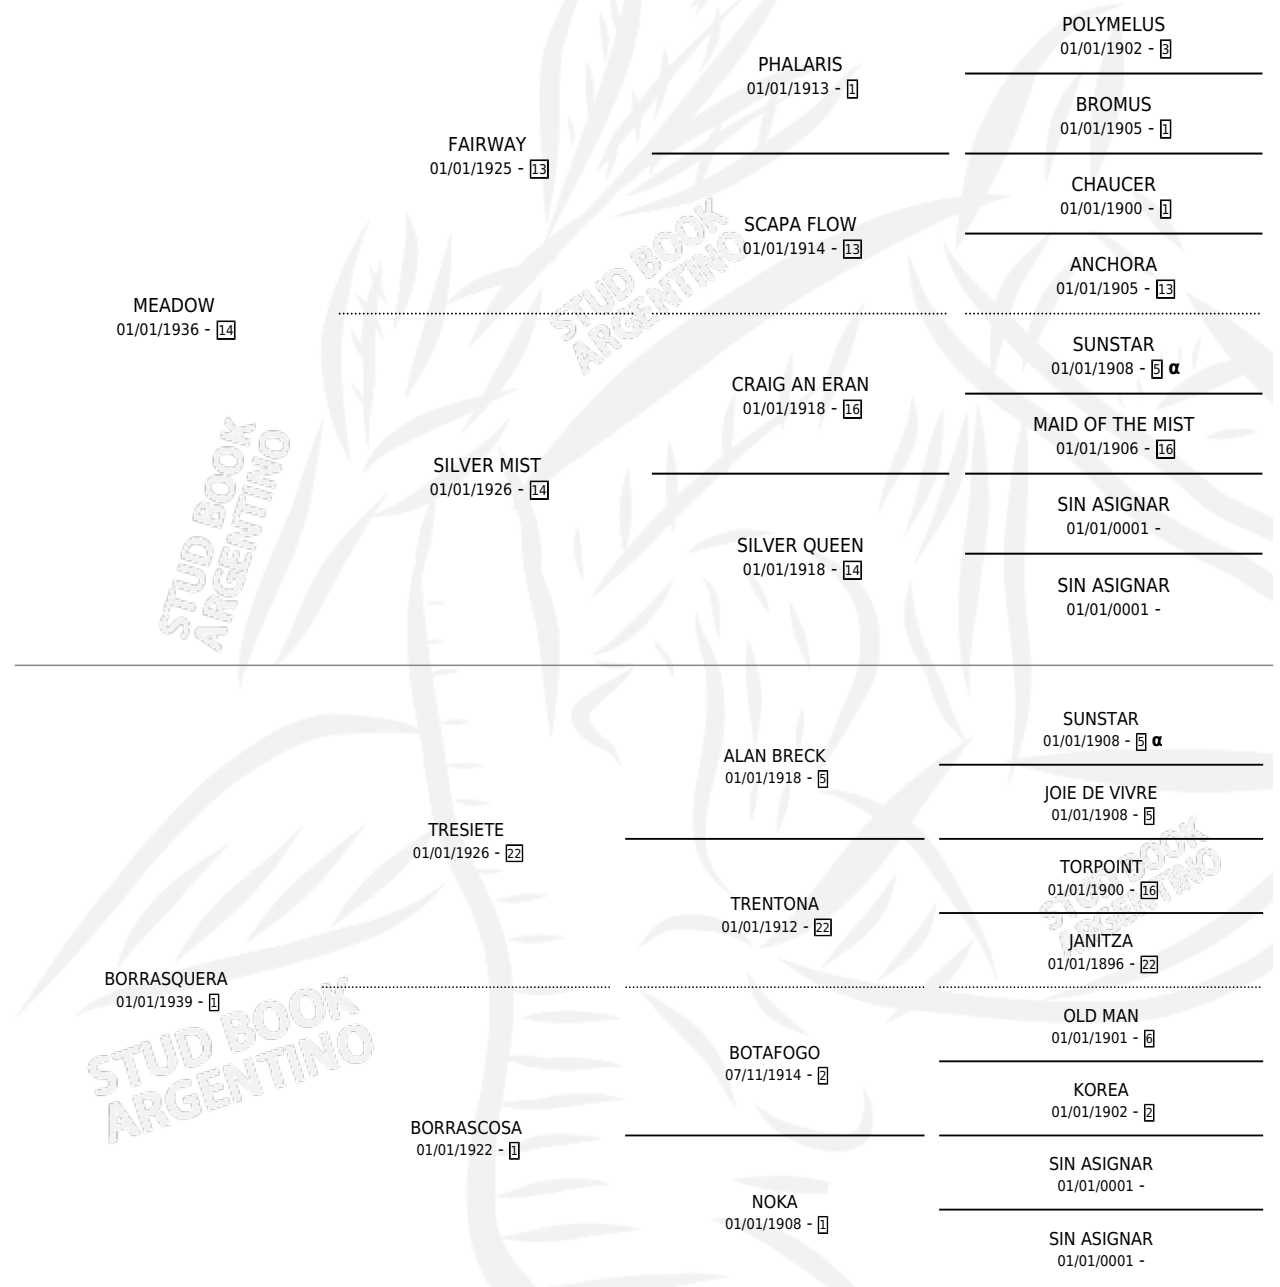 POLYMELUS
01/01/1902 - 3
PHALARIS
01/01/1913 - 1
BROMUS
01/01/1905 - 1
FAIRWAY
01/01/1925 - 13
CHAUCER
01/01/1900 - 1
SCAPA FLOW
01/01/1914 - 13
ANCHORA
01/01/1905 - 13
MEADOW
01/01/1936 - 14
SUNSTAR
01/01/1908 - 5 α
CRAIG AN ERAN
01/01/1918 - 16
MAID OF THE MIST
01/01/1906 - 16
SILVER MIST
01/01/1926 - 14
SIN ASIGNAR
01/01/0001 -
SILVER QUEEN
01/01/1918 - 14
SIN ASIGNAR
01/01/0001 -
SUNSTAR
01/01/1908 - 5 α
ALAN BRECK
01/01/1918 - 5
JOIE DE VIVRE
01/01/1908 - 5
TRESIETE
01/01/1926 - 22
TORPOINT
01/01/1900 - 16
TRENTONA
01/01/1912 - 22
JANITZA
01/01/1896 - 22
BORRASQUERA
01/01/1939 - 1
OLD MAN
01/01/1901 - 6
BOTAFOGO
07/11/1914 - 2
KOREA
01/01/1902 - 2
BORRASCOSA
01/01/1922 - 1
SIN ASIGNAR
01/01/0001 -
NOKA
01/01/1908 - 1
SIN ASIGNAR
01/01/0001 -
STUD BOOK
ARGENTINO
STUD BOOK
ARGENTINO
STUD BOOK
ARGENTINO
STUD BOOK
ARGENTINO